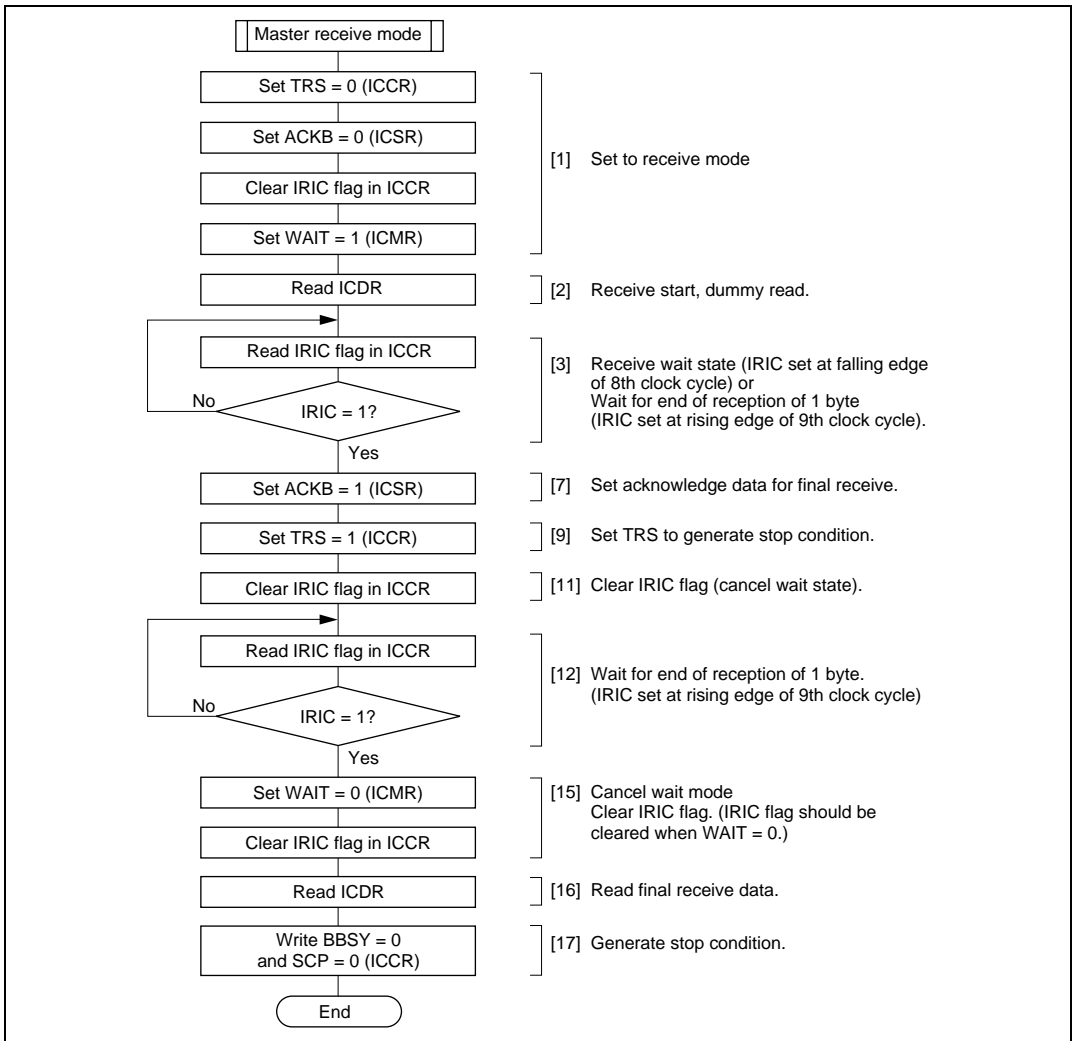 Master receive mode
Set TRS = 0 (ICCR)
Set ACKB = 0 (ICSR)
[1] Set to receive mode
Clear IRIC flag in ICCR
Set WAIT = 1 (ICMR)
Read ICDR
[2] Receive start, dummy read.
Read IRIC flag in ICCR
[3] Receive wait state (IRIC set at falling edge
of 8th clock cycle) or
Wait for end of reception of 1 byte
(IRIC set at rising edge of 9th clock cycle).
No
IRIC = 1?
Yes
Set ACKB = 1 (ICSR)
[7] Set acknowledge data for final receive.
Set TRS = 1 (ICCR)
[9] Set TRS to generate stop condition.
Clear IRIC flag in ICCR
[11] Clear IRIC flag (cancel wait state).
Read IRIC flag in ICCR
[12] Wait for end of reception of 1 byte.
(IRIC set at rising edge of 9th clock cycle)
No
IRIC = 1?
Yes
Set WAIT = 0 (ICMR)
[15] Cancel wait mode
Clear IRIC flag. (IRIC flag should be
cleared when WAIT = 0.)
Clear IRIC flag in ICCR
Read ICDR
[16] Read final receive data.
Write BBSY = 0
and SCP = 0 (ICCR)
[17] Generate stop condition.
End